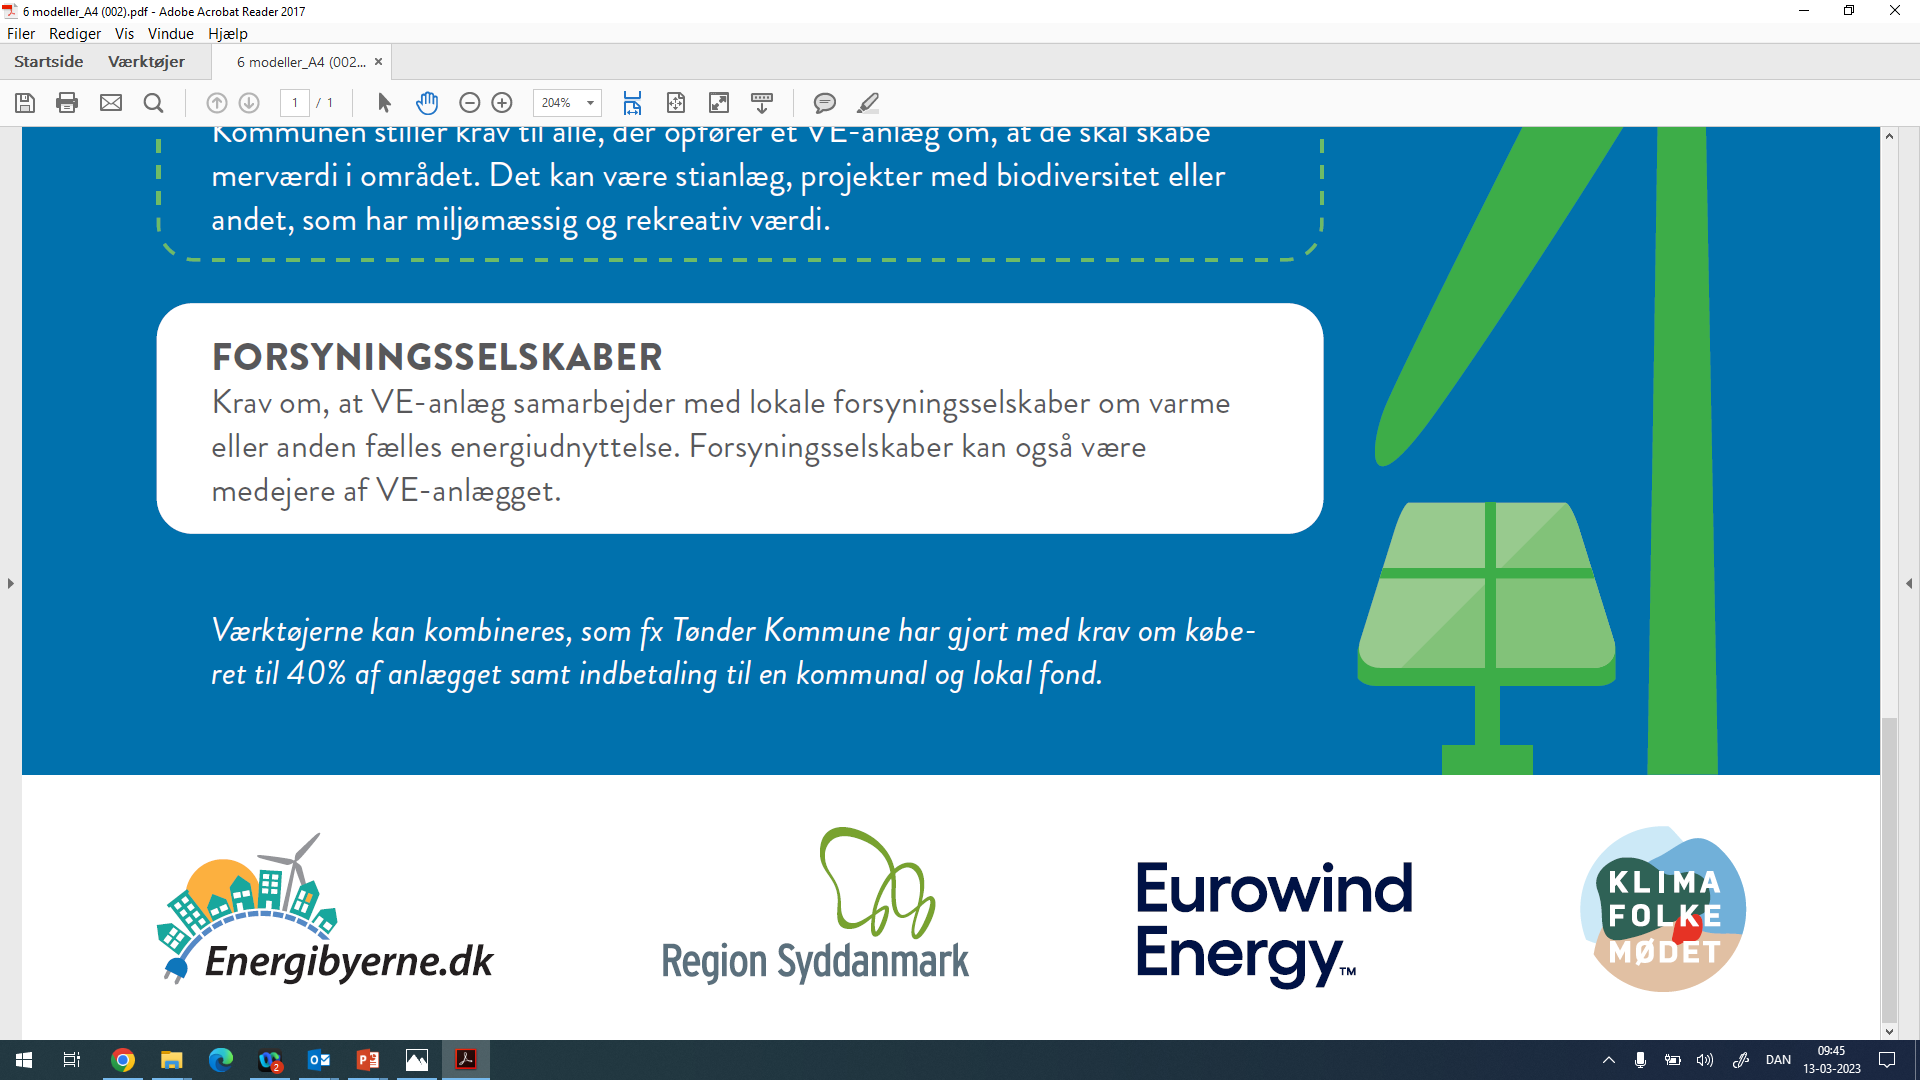 6 modeller_A4 (002).pdf - Adobe Acrobat Reader 2017
Filer Rediger Vis Vindue Hjælp
Startside Værktøjer 6 modeller_A4 (002... ×
1 / 1 204%
Kommunen stiller krav til alle, der opfører et VE-anlæg om, at de skal skabe
merværdi i området. Det kan være stianlæg, projekter med biodiversitet eller
andet, som har miljømæssig og rekreativ værdi.
FORSYNINGSSELSKABER
Krav om, at VE-anlæg samarbejder med lokale forsyningsselskaber om varme
eller anden fælles energiudnyttelse. Forsyningsselskaber kan også være
medejere af VE-anlægget.
Værktøjerne kan kombineres, som fx Tønder Kommune har gjort med krav om købe-
ret til 40% af anlægget samt indbetaling til en kommunal og lokal fond.
Energibyerne.dk
Region Syddanmark
Eurowind
Energy™
KLIMA
FOLKE
MØDET
2
DAN
09:45
13-03-2023